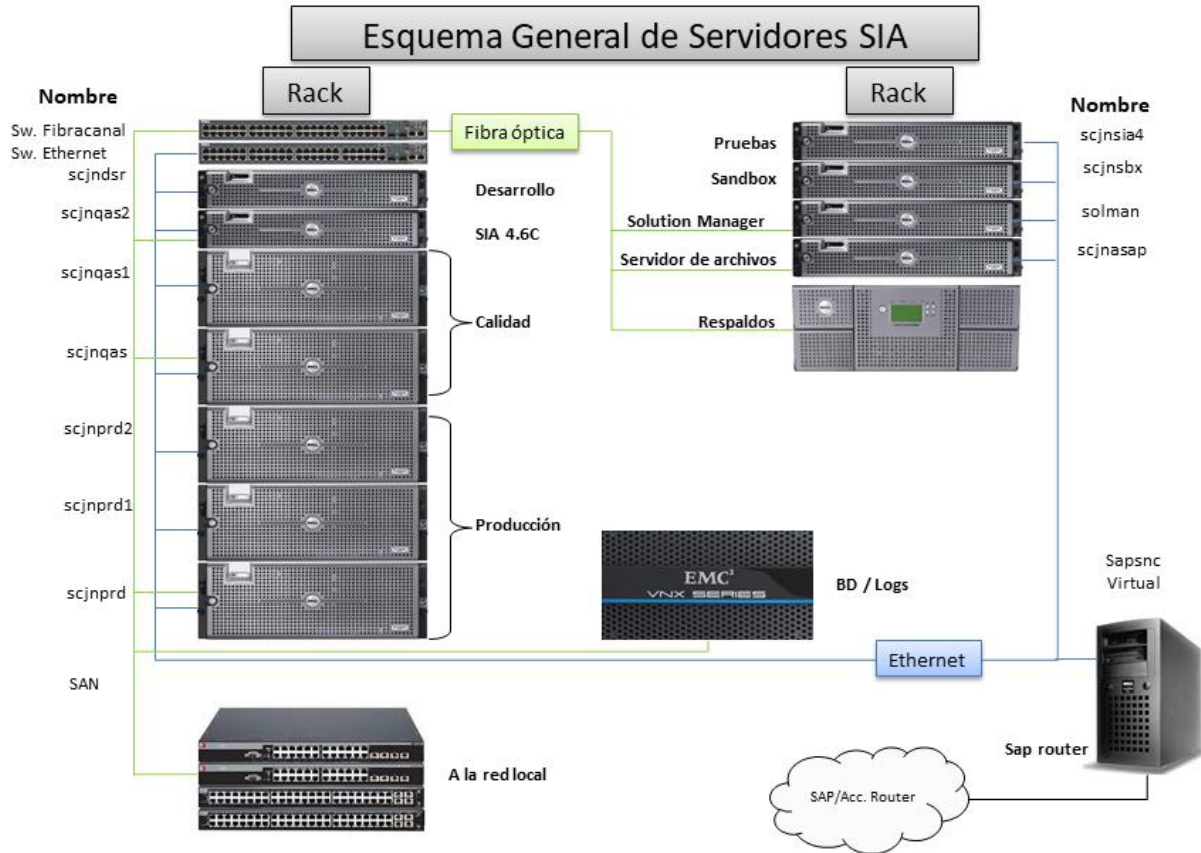 Esquema General de Servidores SIA
Rack
Rack
Nombre
Nombre
Sw. Fibracanal
Sw. Ethernet
scjndsr
scjnqas2
scjnqas1
scjnqas
scjnprd2
scjnprd1
scjnprd
SAN
Fibra óptica
Desarrollo
SIA 4.6C
Calidad
Producción
Pruebas
Sandbox
Solution Manager
Servidor de archivos
Respaldos
scjnsia4
scjnsbx
solman
scjnasap
EMC²
VNX SERIES
BD / Logs
Sapsnc
Virtual
Ethernet
Sap router
SAP/Acc. Router
A la red local